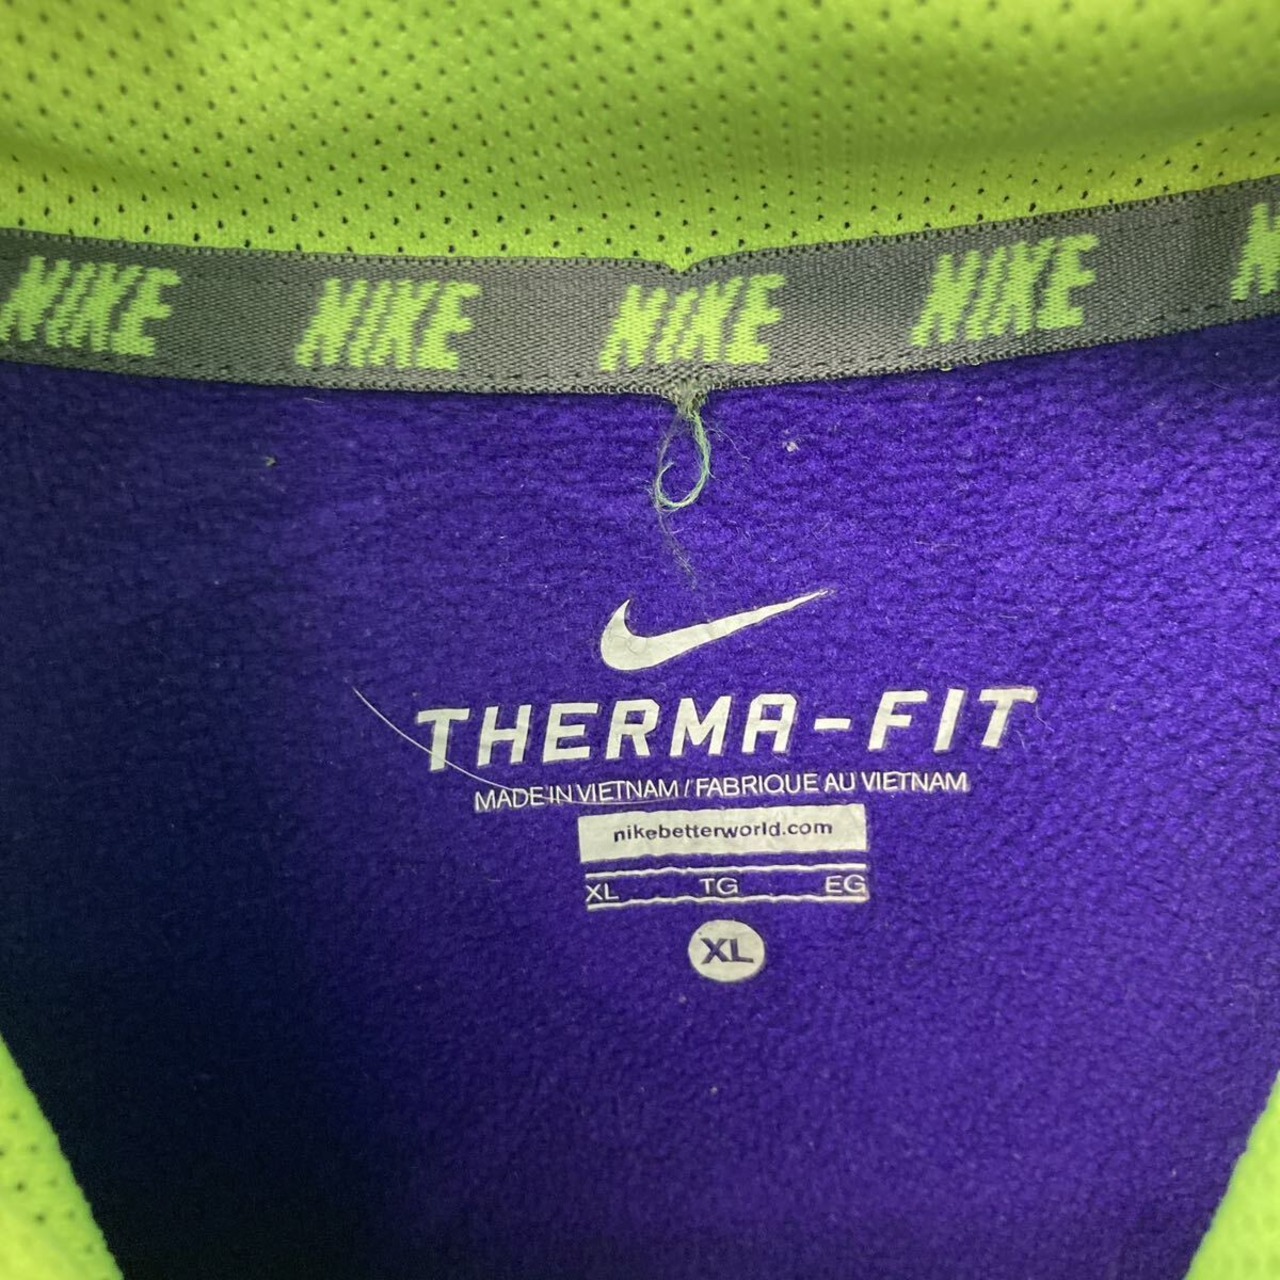 NIKE NIKE NIKE NIKE N
THERMA-FIT
MADE IN VIETNAM / FABRIQUE AU VIETNAM
nikebetterworld.com
XL TG EG
XL